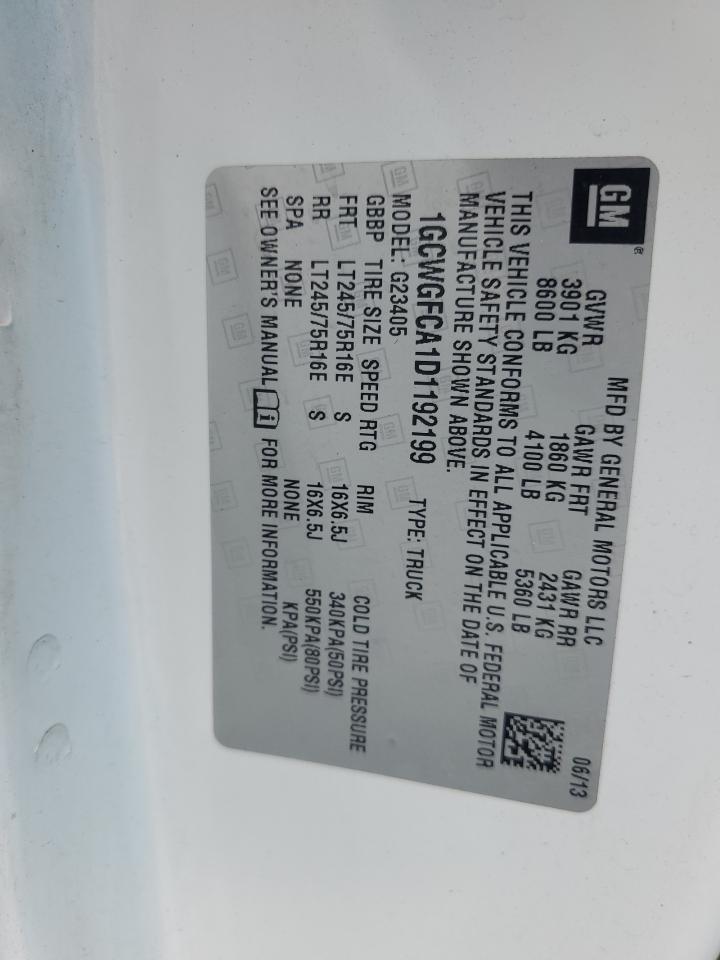 GM ®
MFD BY GENERAL MOTORS LLC 06/13
GVWR GAWR FRT GAWR RR
3901 KG 1860 KG 2431 KG
8600 LB 4100 LB 5360 LB
THIS VEHICLE CONFORMS TO ALL APPLICABLE U.S. FEDERAL MOTOR
VEHICLE SAFETY STANDARDS IN EFFECT ON THE DATE OF
MANUFACTURE SHOWN ABOVE.
1GCWGFCA1D1192199 TYPE: TRUCK
MODEL: G23405
GBBP TIRE SIZE SPEED RTG RIM COLD TIRE PRESSURE
FRT LT245/75R16E S 16X6.5J 340KPA(50PSI)
RR LT245/75R16E S 16X6.5J 550KPA(80PSI)
SPA NONE NONE KPA(PSI)
SEE OWNER'S MANUAL i FOR MORE INFORMATION.